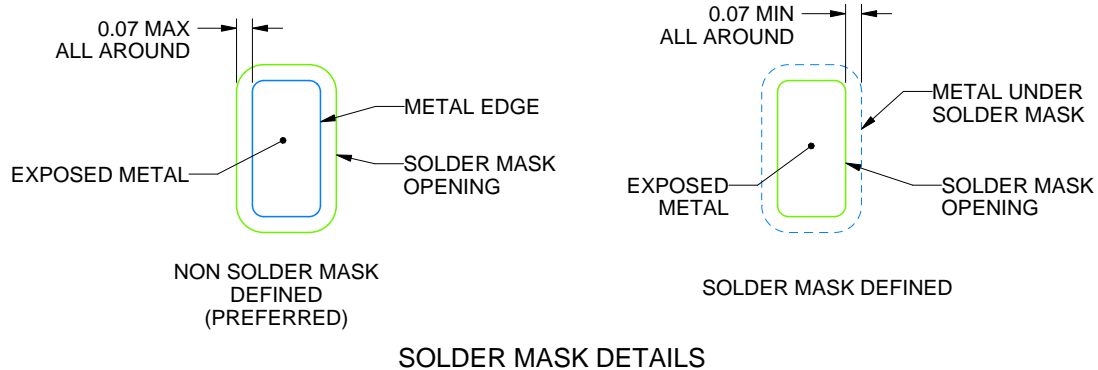 0.07 MAX
ALL AROUND
METAL EDGE
EXPOSED METAL
SOLDER MASK
OPENING
NON SOLDER MASK
DEFINED
(PREFERRED)
0.07 MIN
ALL AROUND
METAL UNDER
SOLDER MASK
EXPOSED
METAL
SOLDER MASK
OPENING
SOLDER MASK DEFINED
SOLDER MASK DETAILS